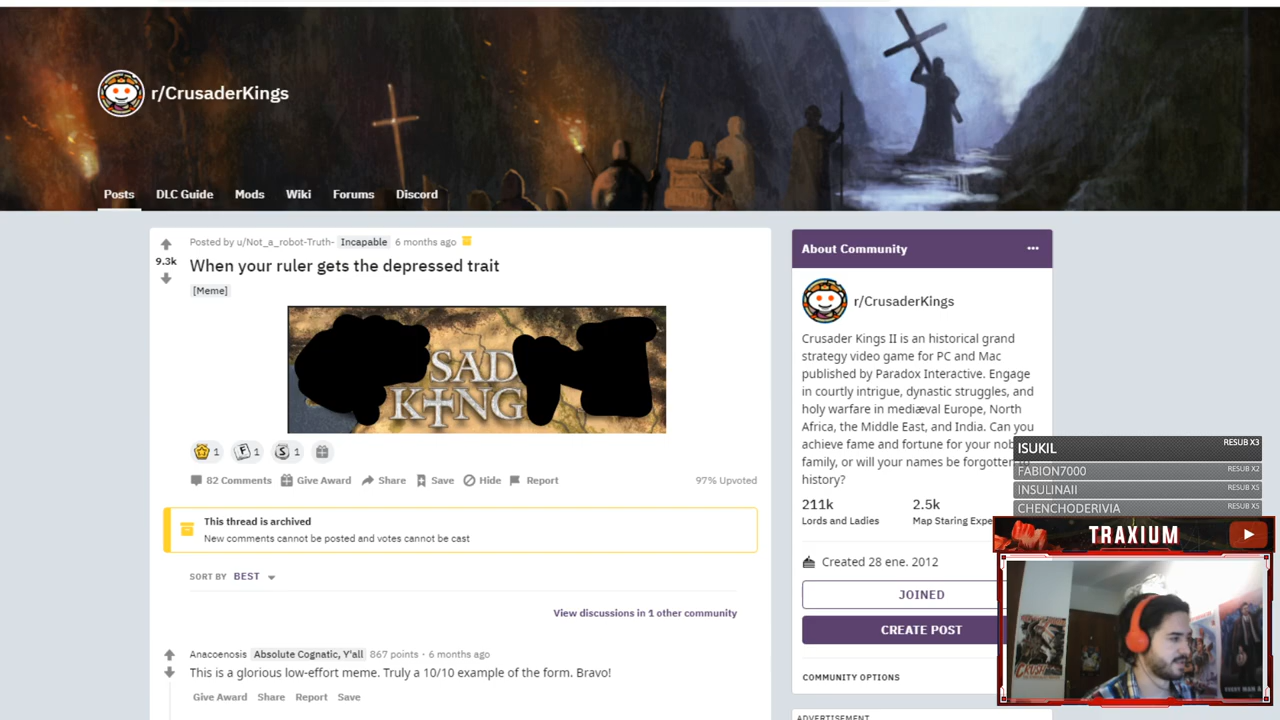 r/CrusaderKings
Posts DLC Guide Mods Wiki Forums Discord
Posted by u/Not_a_robot-Truth- Incapable 6 months ago
9.3k
When your ruler gets the depressed trait
[Meme]
SAD
KING
1 1 1
82 Comments Give Award Share Save Hide Report 97% Upvoted
This thread is archived
New comments cannot be posted and votes cannot be cast
SORT BY BEST
View discussions in 1 other community
Anacoenosis Absolute Cognatic, Y'all 867 points · 6 months ago
This is a glorious low-effort meme. Truly a 10/10 example of the form. Bravo!
Give Award Share Report Save
About Community
r/CrusaderKings
Crusader Kings II is an historical grand
strategy video game for PC and Mac
published by Paradox Interactive. Engage
in courtly intrigue, dynastic struggles, and
holy warfare in mediæval Europe, North
Africa, the Middle East, and India. Can you
achieve fame and fortune for your
family, or will your names be forgotten
history?
211k 2.5k
Lords and Ladies Map Staring
Created 28 ene. 2012
JOINED
CREATE POST
COMMUNITY OPTIONS
ADVERTISEMENT
ISUKIL RESUB X3
FABION7000 RESUB X2
INSULINAII RESUB X5
CHENCHODERIVIA RESUB X5
TRAXIUM